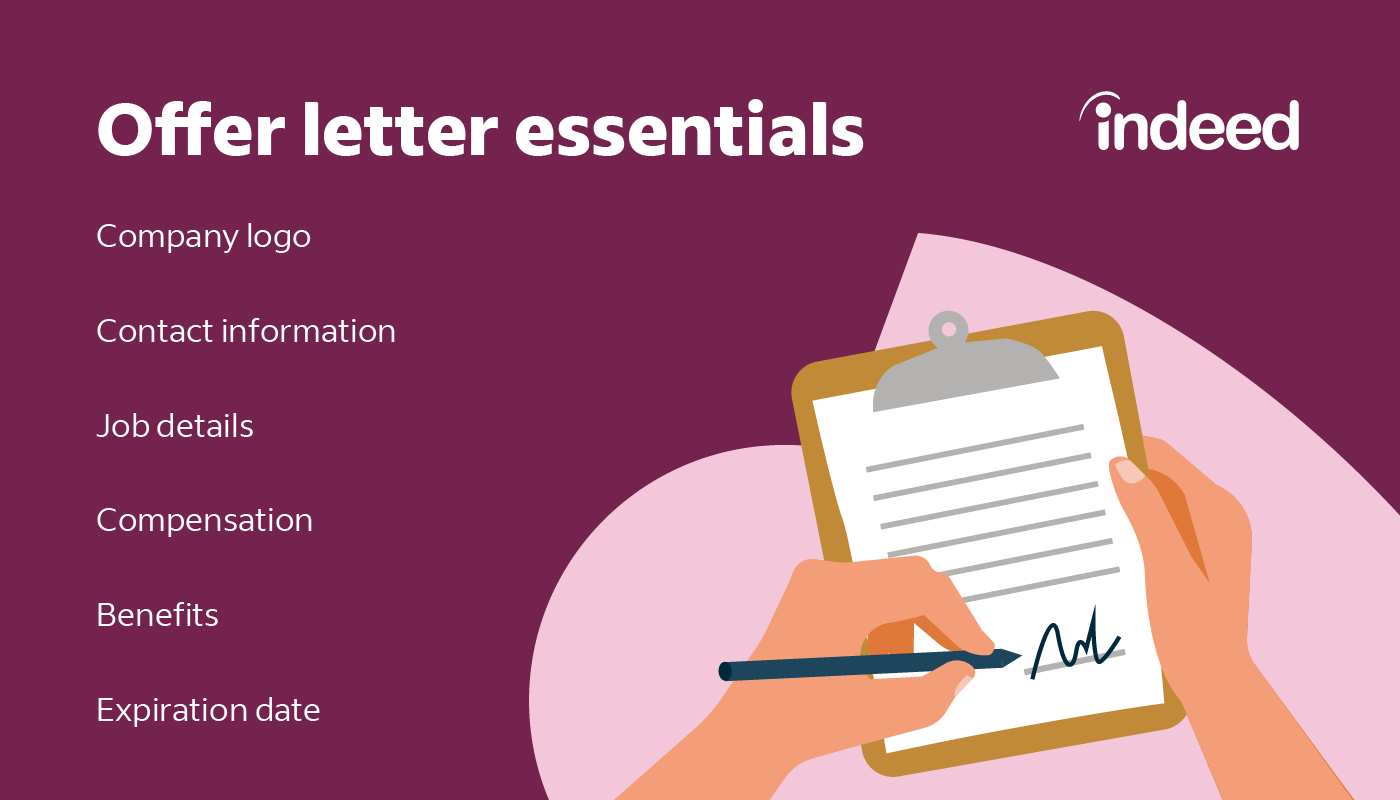 Offer letter essentials
indeed
Company logo
Contact information
Job details
Compensation
Benefits
Expiration date